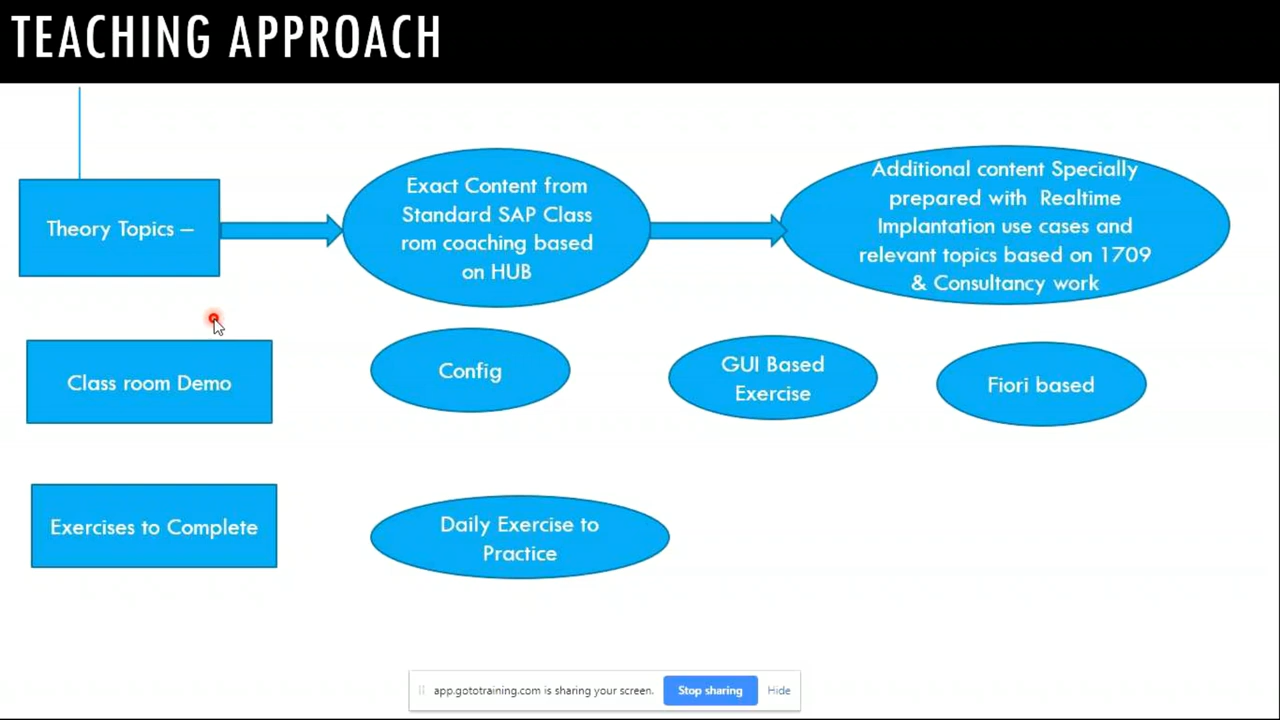 TEACHING APPROACH
Theory Topics –
Exact Content from
Standard SAP Class
rom coaching based
on HUB
Additional content Specially
prepared with Realtime
Implantation use cases and
relevant topics based on 1709
& Consultancy work
Class room Demo
Config
GUI Based
Exercise
Fiori based
Exercises to Complete
Daily Exercise to
Practice
app.gototraining.com is sharing your screen.
Stop sharing
Hide